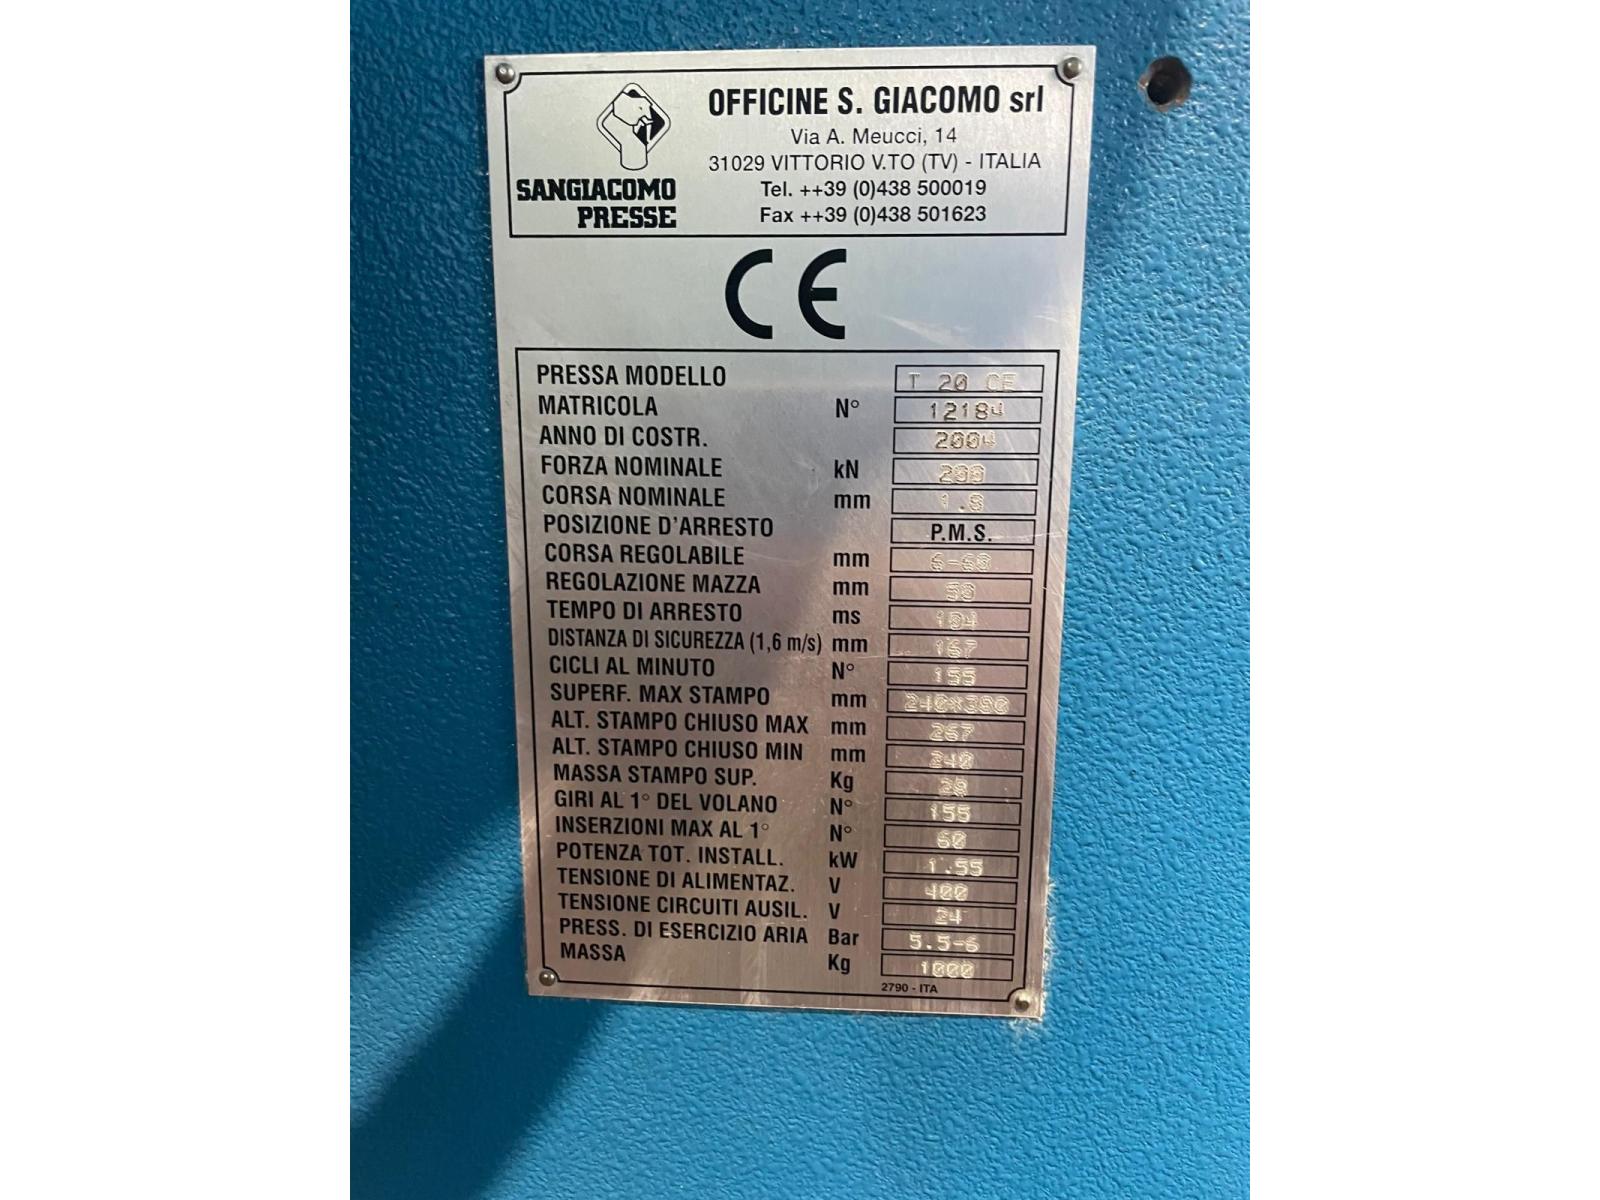 OFFICINE S. GIACOMO srl
Via A. Meucci, 14
31029 VITTORIO V.TO (TV) - ITALIA
Tel. ++39 (0)438 500019
Fax ++39 (0)438 501623
SANGIACOMO
PRESSE
CE
PRESSA MODELLO T 20 CE
MATRICOLA N° 12184
ANNO DI COSTR. 2004
FORZA NOMINALE kN 200
CORSA NOMINALE mm 1.8
POSIZIONE D'ARRESTO P.M.S.
CORSA REGOLABILE mm 6-60
REGOLAZIONE MAZZA mm 50
TEMPO DI ARRESTO ms 104
DISTANZA DI SICUREZZA (1,6 m/s) mm 167
CICLI AL MINUTO N° 155
SUPERF. MAX STAMPO mm
ALT. STAMPO CHIUSO MAX mm 267
ALT. STAMPO CHIUSO MIN mm 240
MASSA STAMPO SUP. Kg
GIRI AL 1° DEL VOLANO N° 155
INSERZIONI MAX AL 1° N° 60
POTENZA TOT. INSTALL. kW 1.55
TENSIONE DI ALIMENTAZ. V 400
TENSIONE CIRCUITI AUSIL. V 24
PRESS. DI ESERCIZIO ARIA Bar 5.5-6
MASSA Kg 1000
2790 - ITA